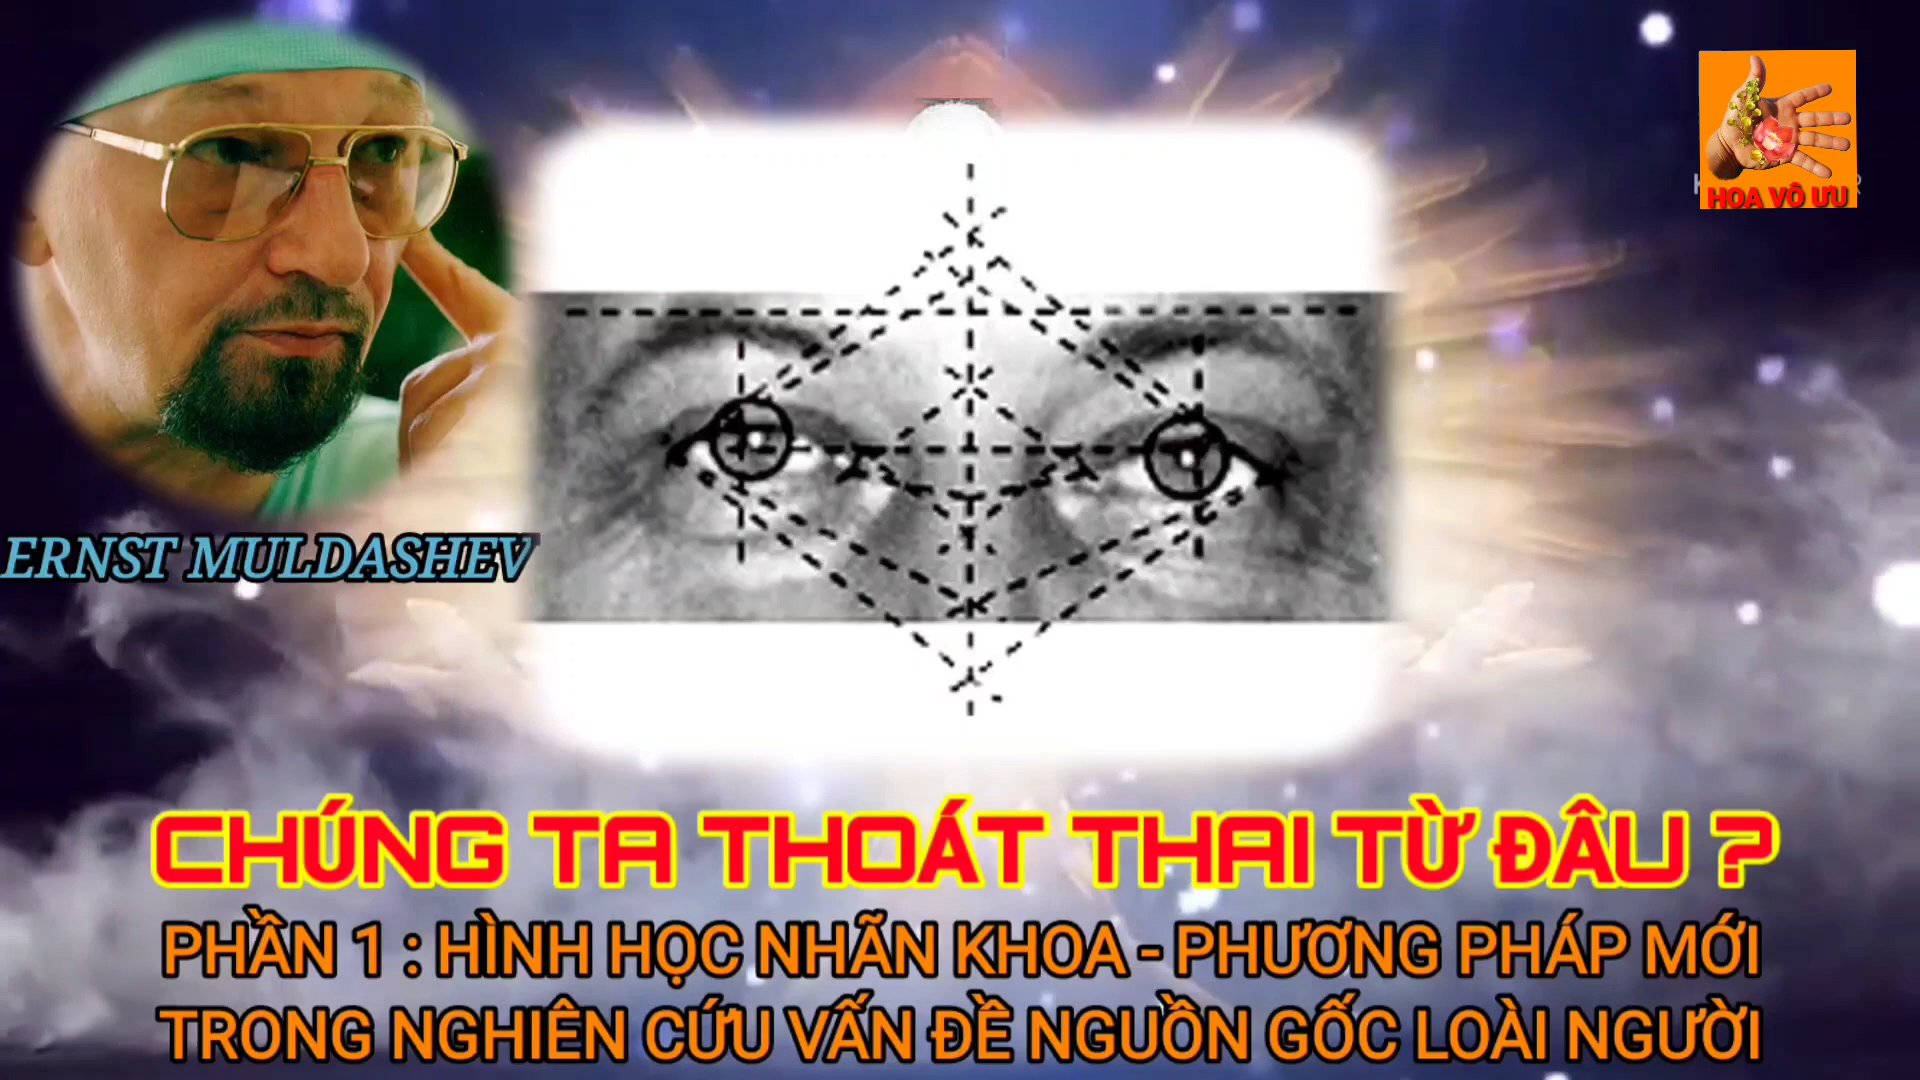 HOA VÔ ƯU
ERNST MULDASHEV
CHÚNG TA THOÁT THAI TỪ ĐÂU ?
PHẦN 1 : HÌNH HỌC NHÃN KHOA - PHƯƠNG PHÁP MỚI
TRONG NGHIÊN CỨU VẤN ĐỀ NGUỒN GỐC LOÀI NGƯỜI